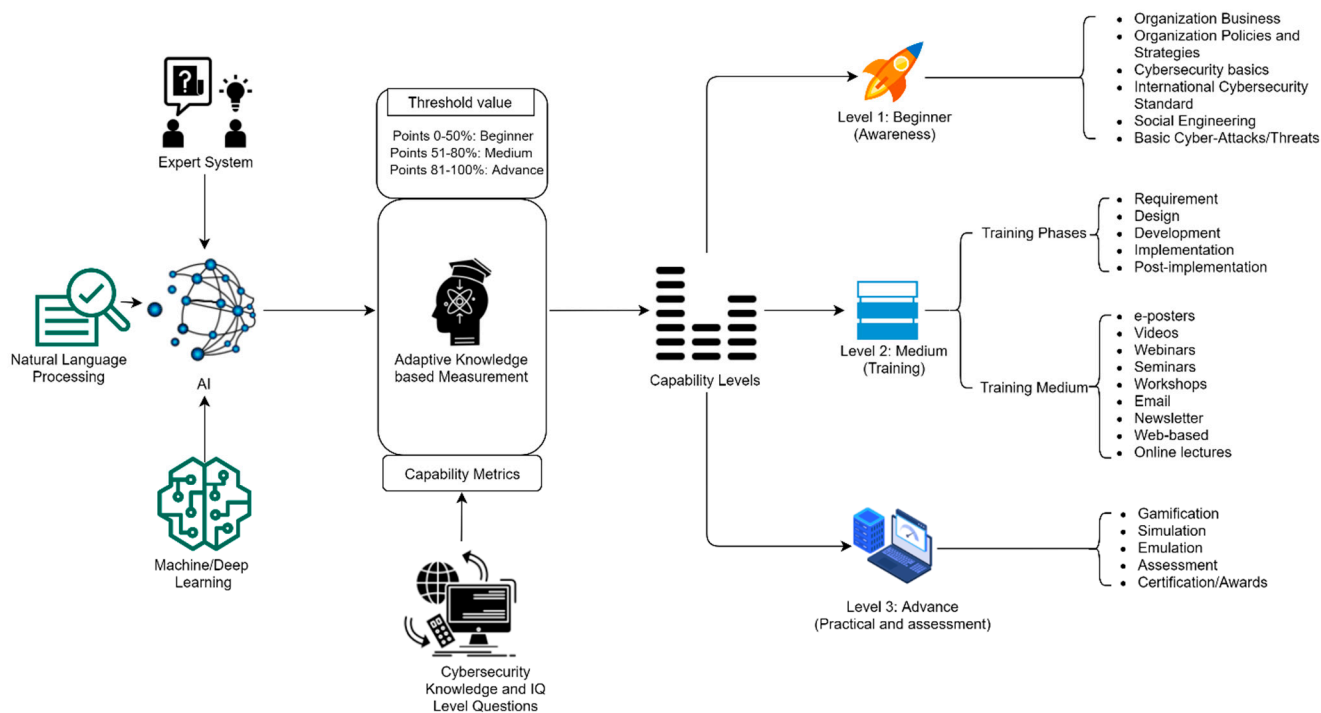 Expert System
Natural Language
Processing
AI
Machine/Deep
Learning
Threshold value
Points 0-50%: Beginner
Points 51-80%: Medium
Points 81-100%: Advance
Adaptive Knowledge
based Measurement
Capability Metrics
Cybersecurity
Knowledge and IQ
Level Questions
Capability Levels
Level 1: Beginner
(Awareness)
• Organization Business
• Organization Policies and
Strategies
• Cybersecurity basics
• International Cybersecurity
Standard
• Social Engineering
• Basic Cyber-Attacks/Threats
Level 2: Medium
(Training)
Training Phases
• Requirement
• Design
• Development
• Implementation
• Post-implementation
Training Medium
• e-posters
• Videos
• Webinars
• Seminars
• Workshops
• Email
• Newsletter
• Web-based
• Online lectures
Level 3: Advance
(Practical and assessment)
• Gamification
• Simulation
• Emulation
• Assessment
• Certification/Awards